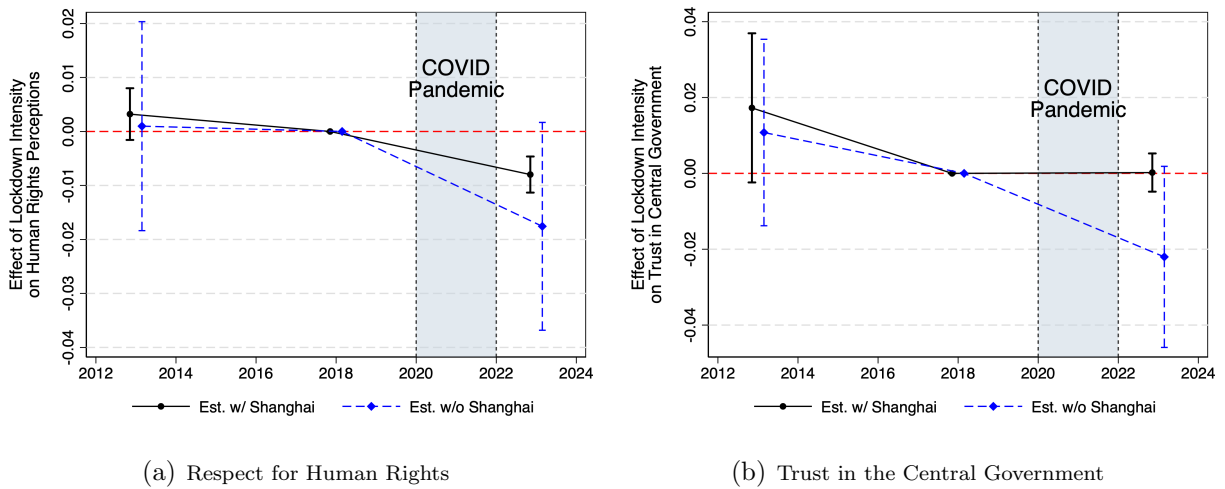 Effect of Lockdown Intensity
on Human Rights Perceptions
0.02
0.01
0.00
-0.01
-0.02
-0.03
-0.04
COVID
Pandemic
2012 2014 2016 2018 2020 2022 2024
Est. w/ Shanghai Est. w/o Shanghai
(a) Respect for Human Rights
Effect of Lockdown Intensity
on Trust in Central Government
0.04
0.02
0.00
-0.02
-0.04
COVID
Pandemic
2012 2014 2016 2018 2020 2022 2024
Est. w/ Shanghai Est. w/o Shanghai
(b) Trust in the Central Government